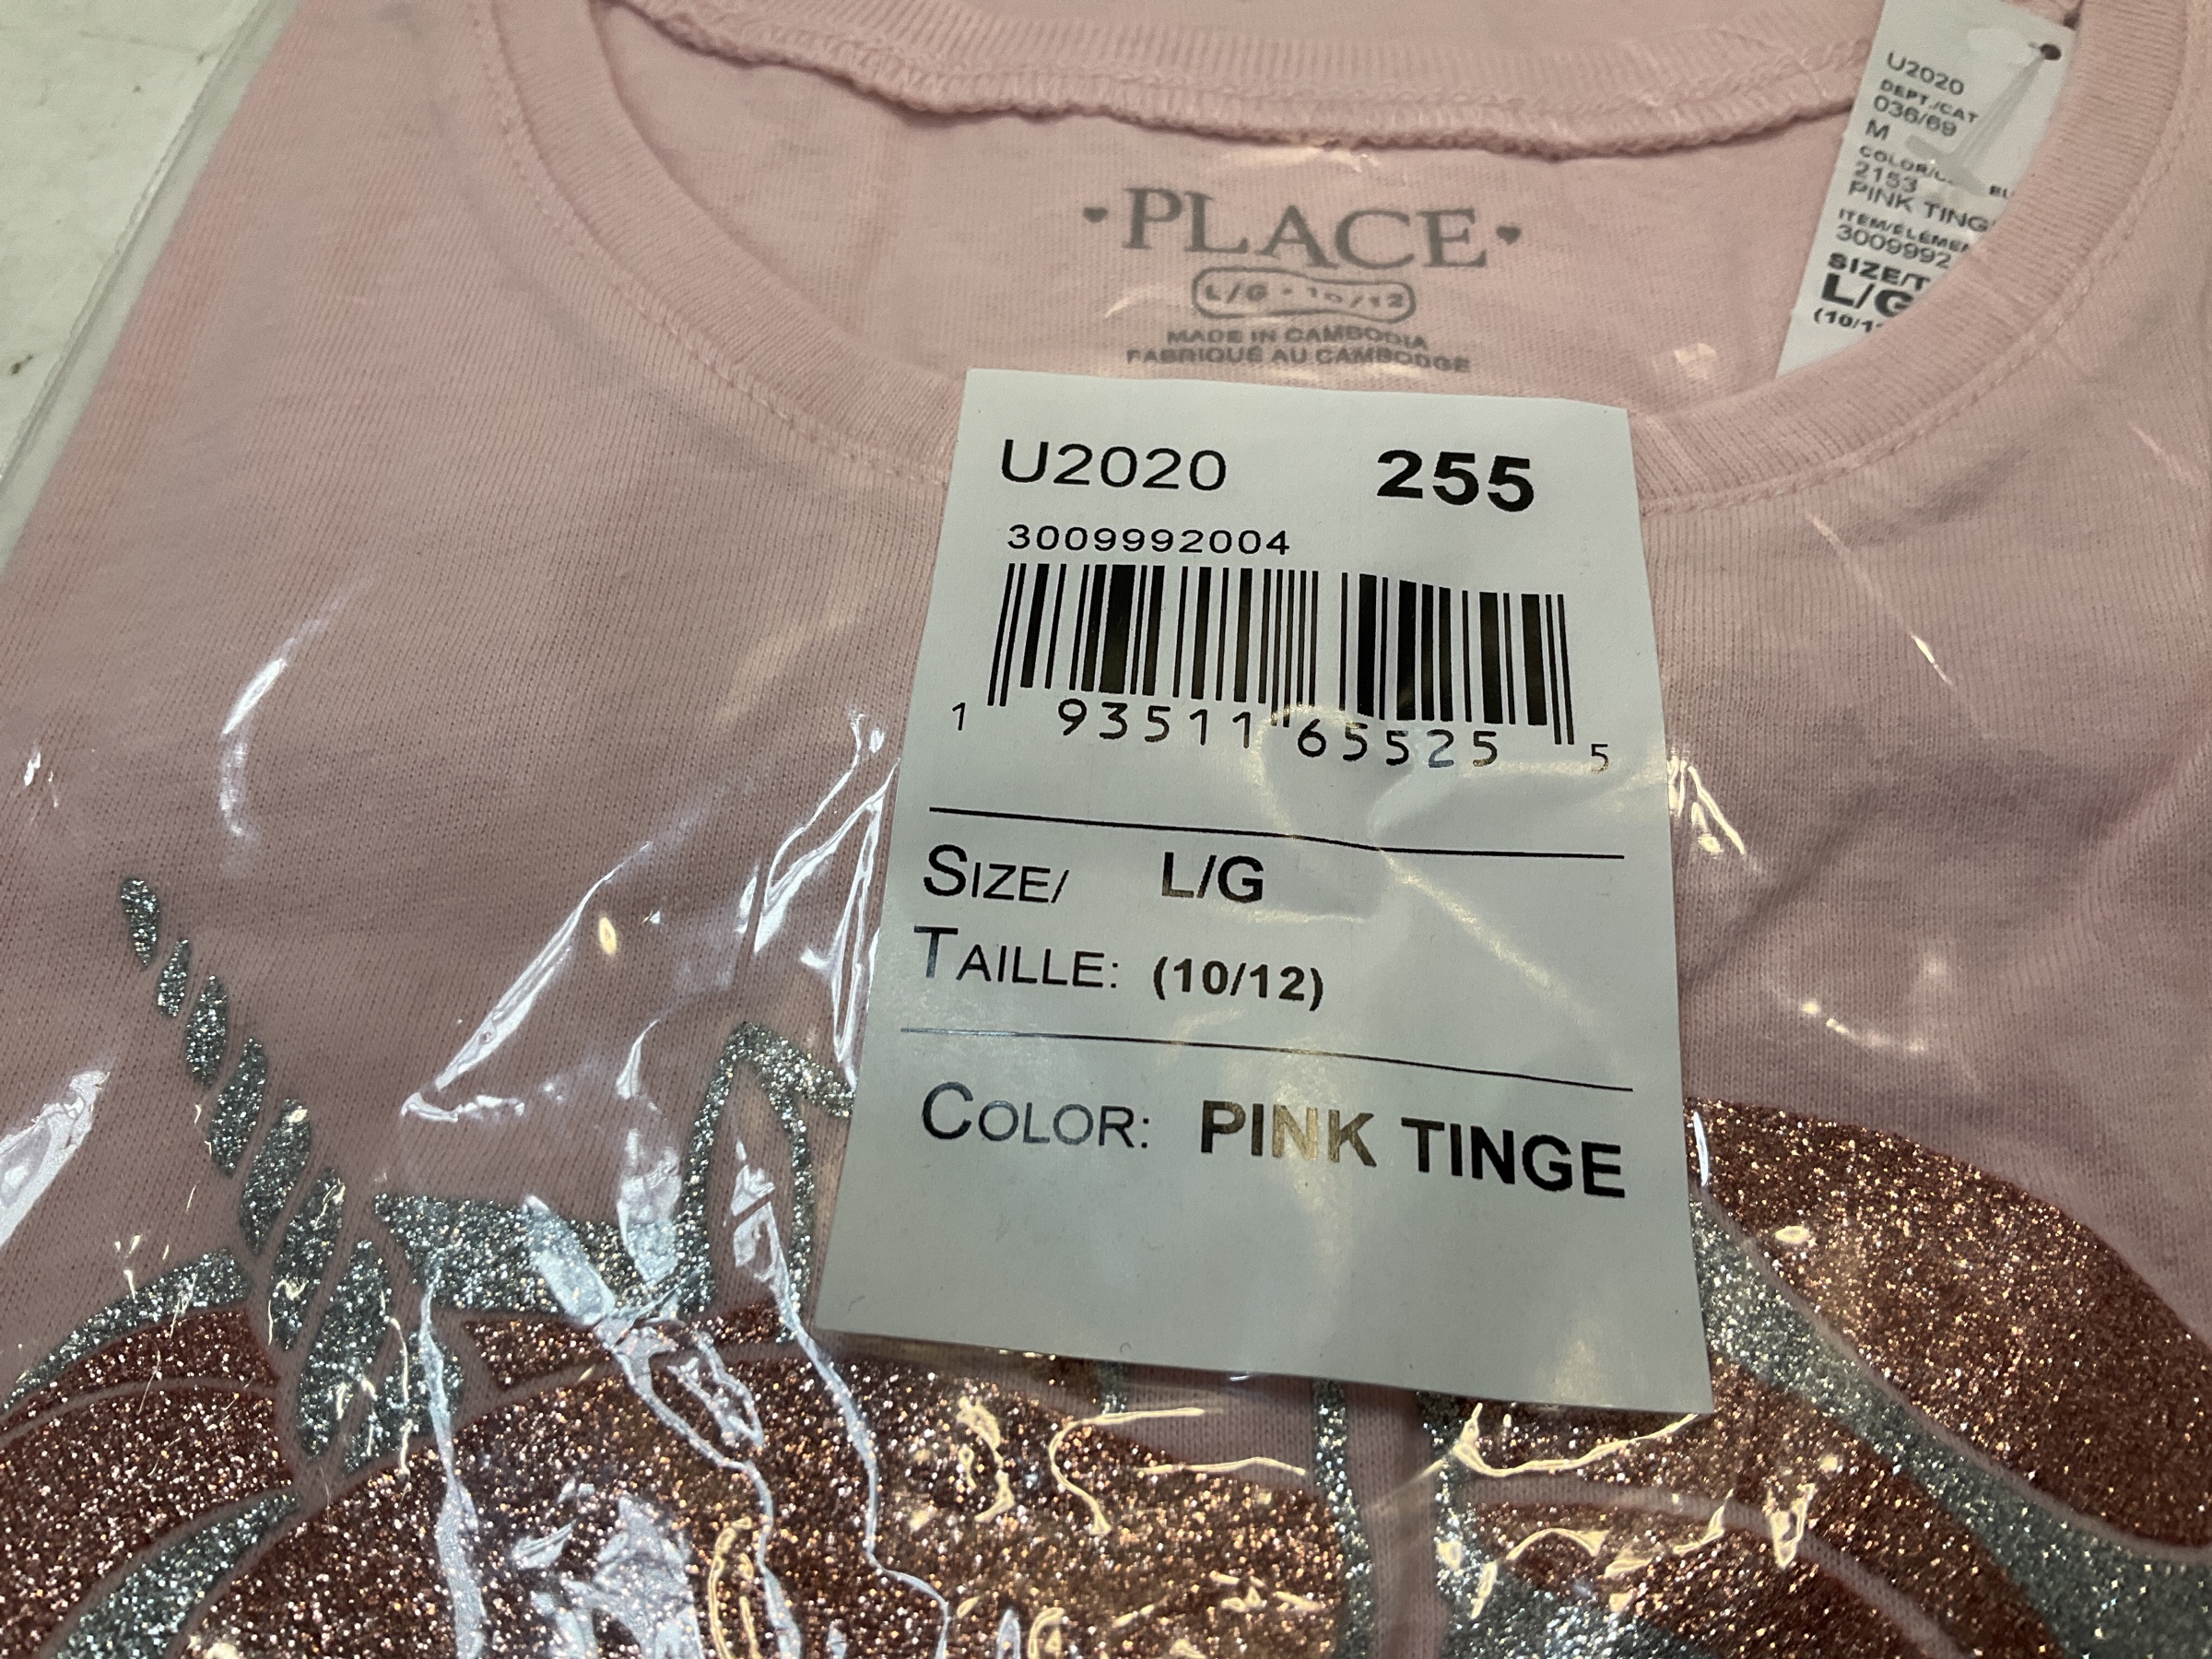 U2020
DEPT./CAT
036/69
M
2153
PINK
3009992
L/G
·PLACE·
L/G · 10/12
MADE IN CAMBODIA
FABRIQUÉ AU CAMBODGE
U2020 255
3009992004
1 93511 65525 5
SIZE/ L/G
TAILLE: (10/12)
COLOR: PINK TINGE